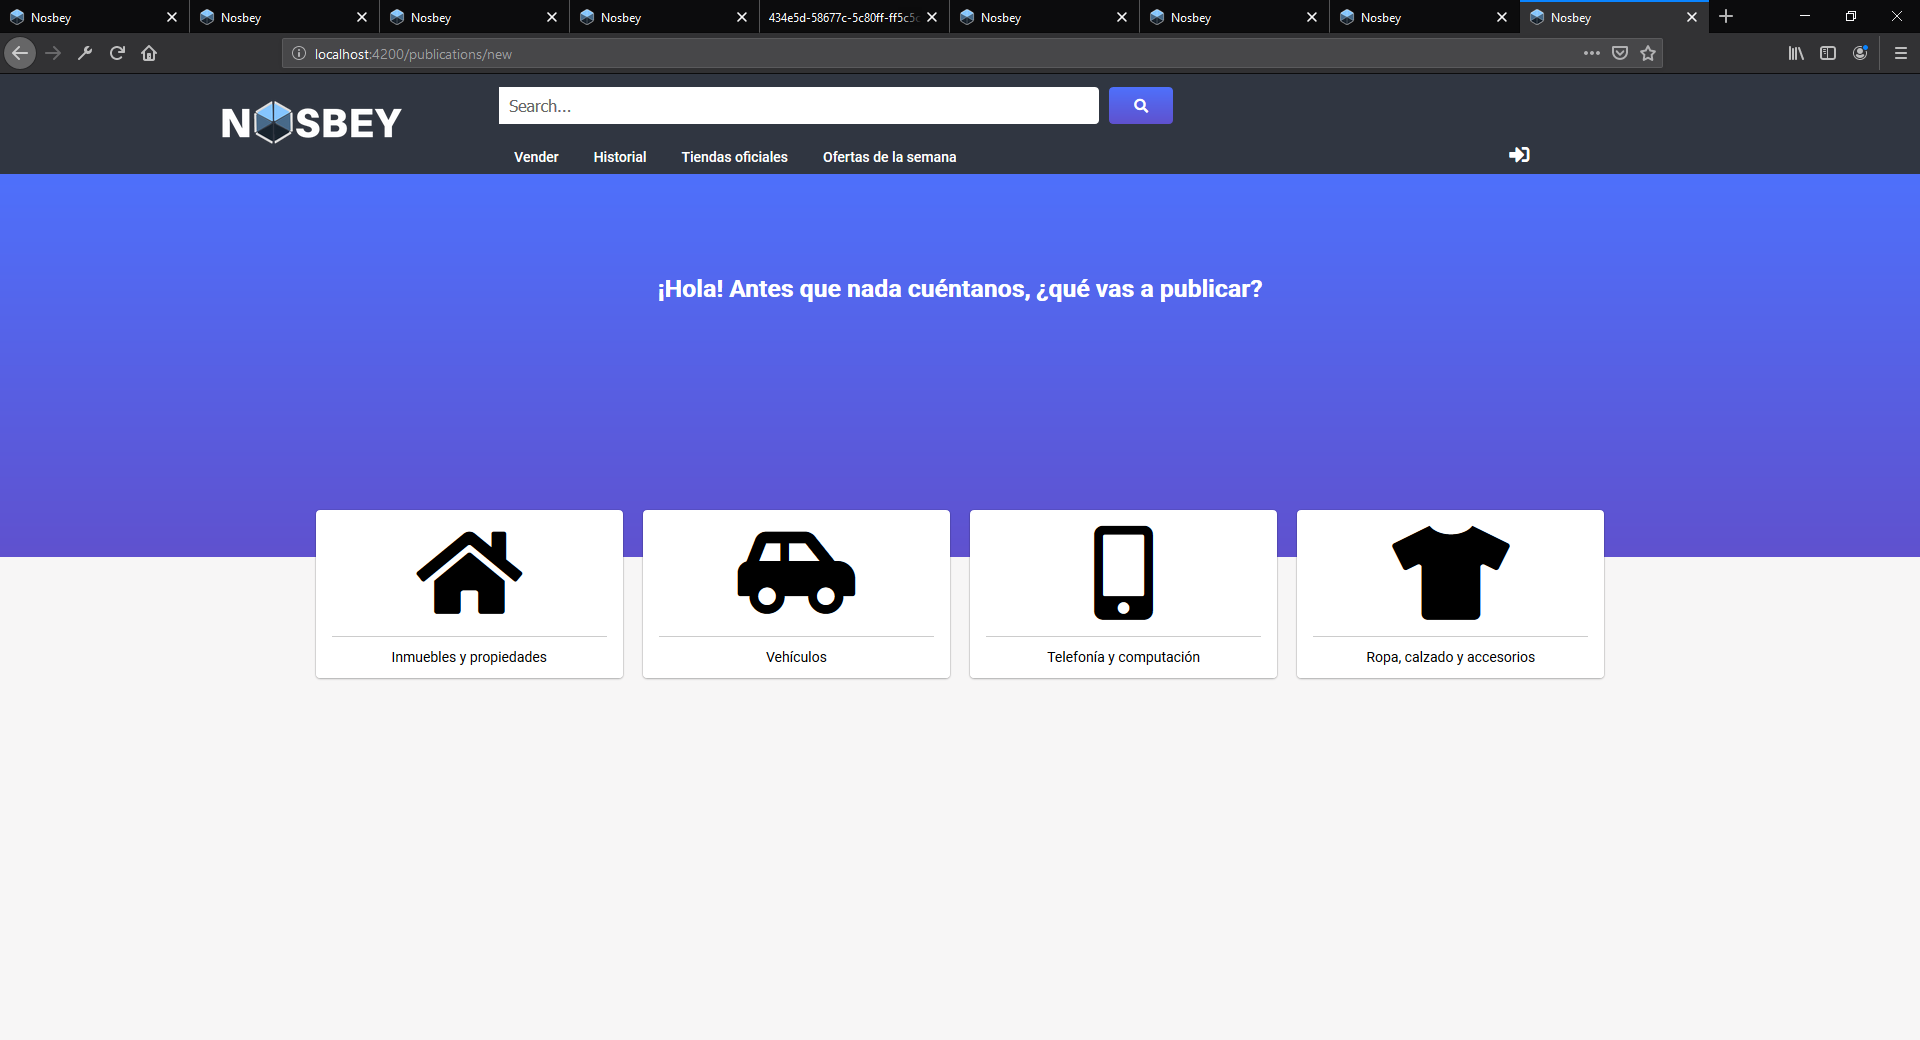 Nosbey
Nosbey
Nosbey
Nosbey
434e5d-58677c-5c80ff-ff5c5c
Nosbey
Nosbey
Nosbey
Nosbey
localhost:4200/publications/new
NOSBEY
Search...
Vender
Historial
Tiendas oficiales
Ofertas de la semana
¡Hola! Antes que nada cuéntanos, ¿qué vas a publicar?
Inmuebles y propiedades
Vehículos
Telefonía y computación
Ropa, calzado y accesorios